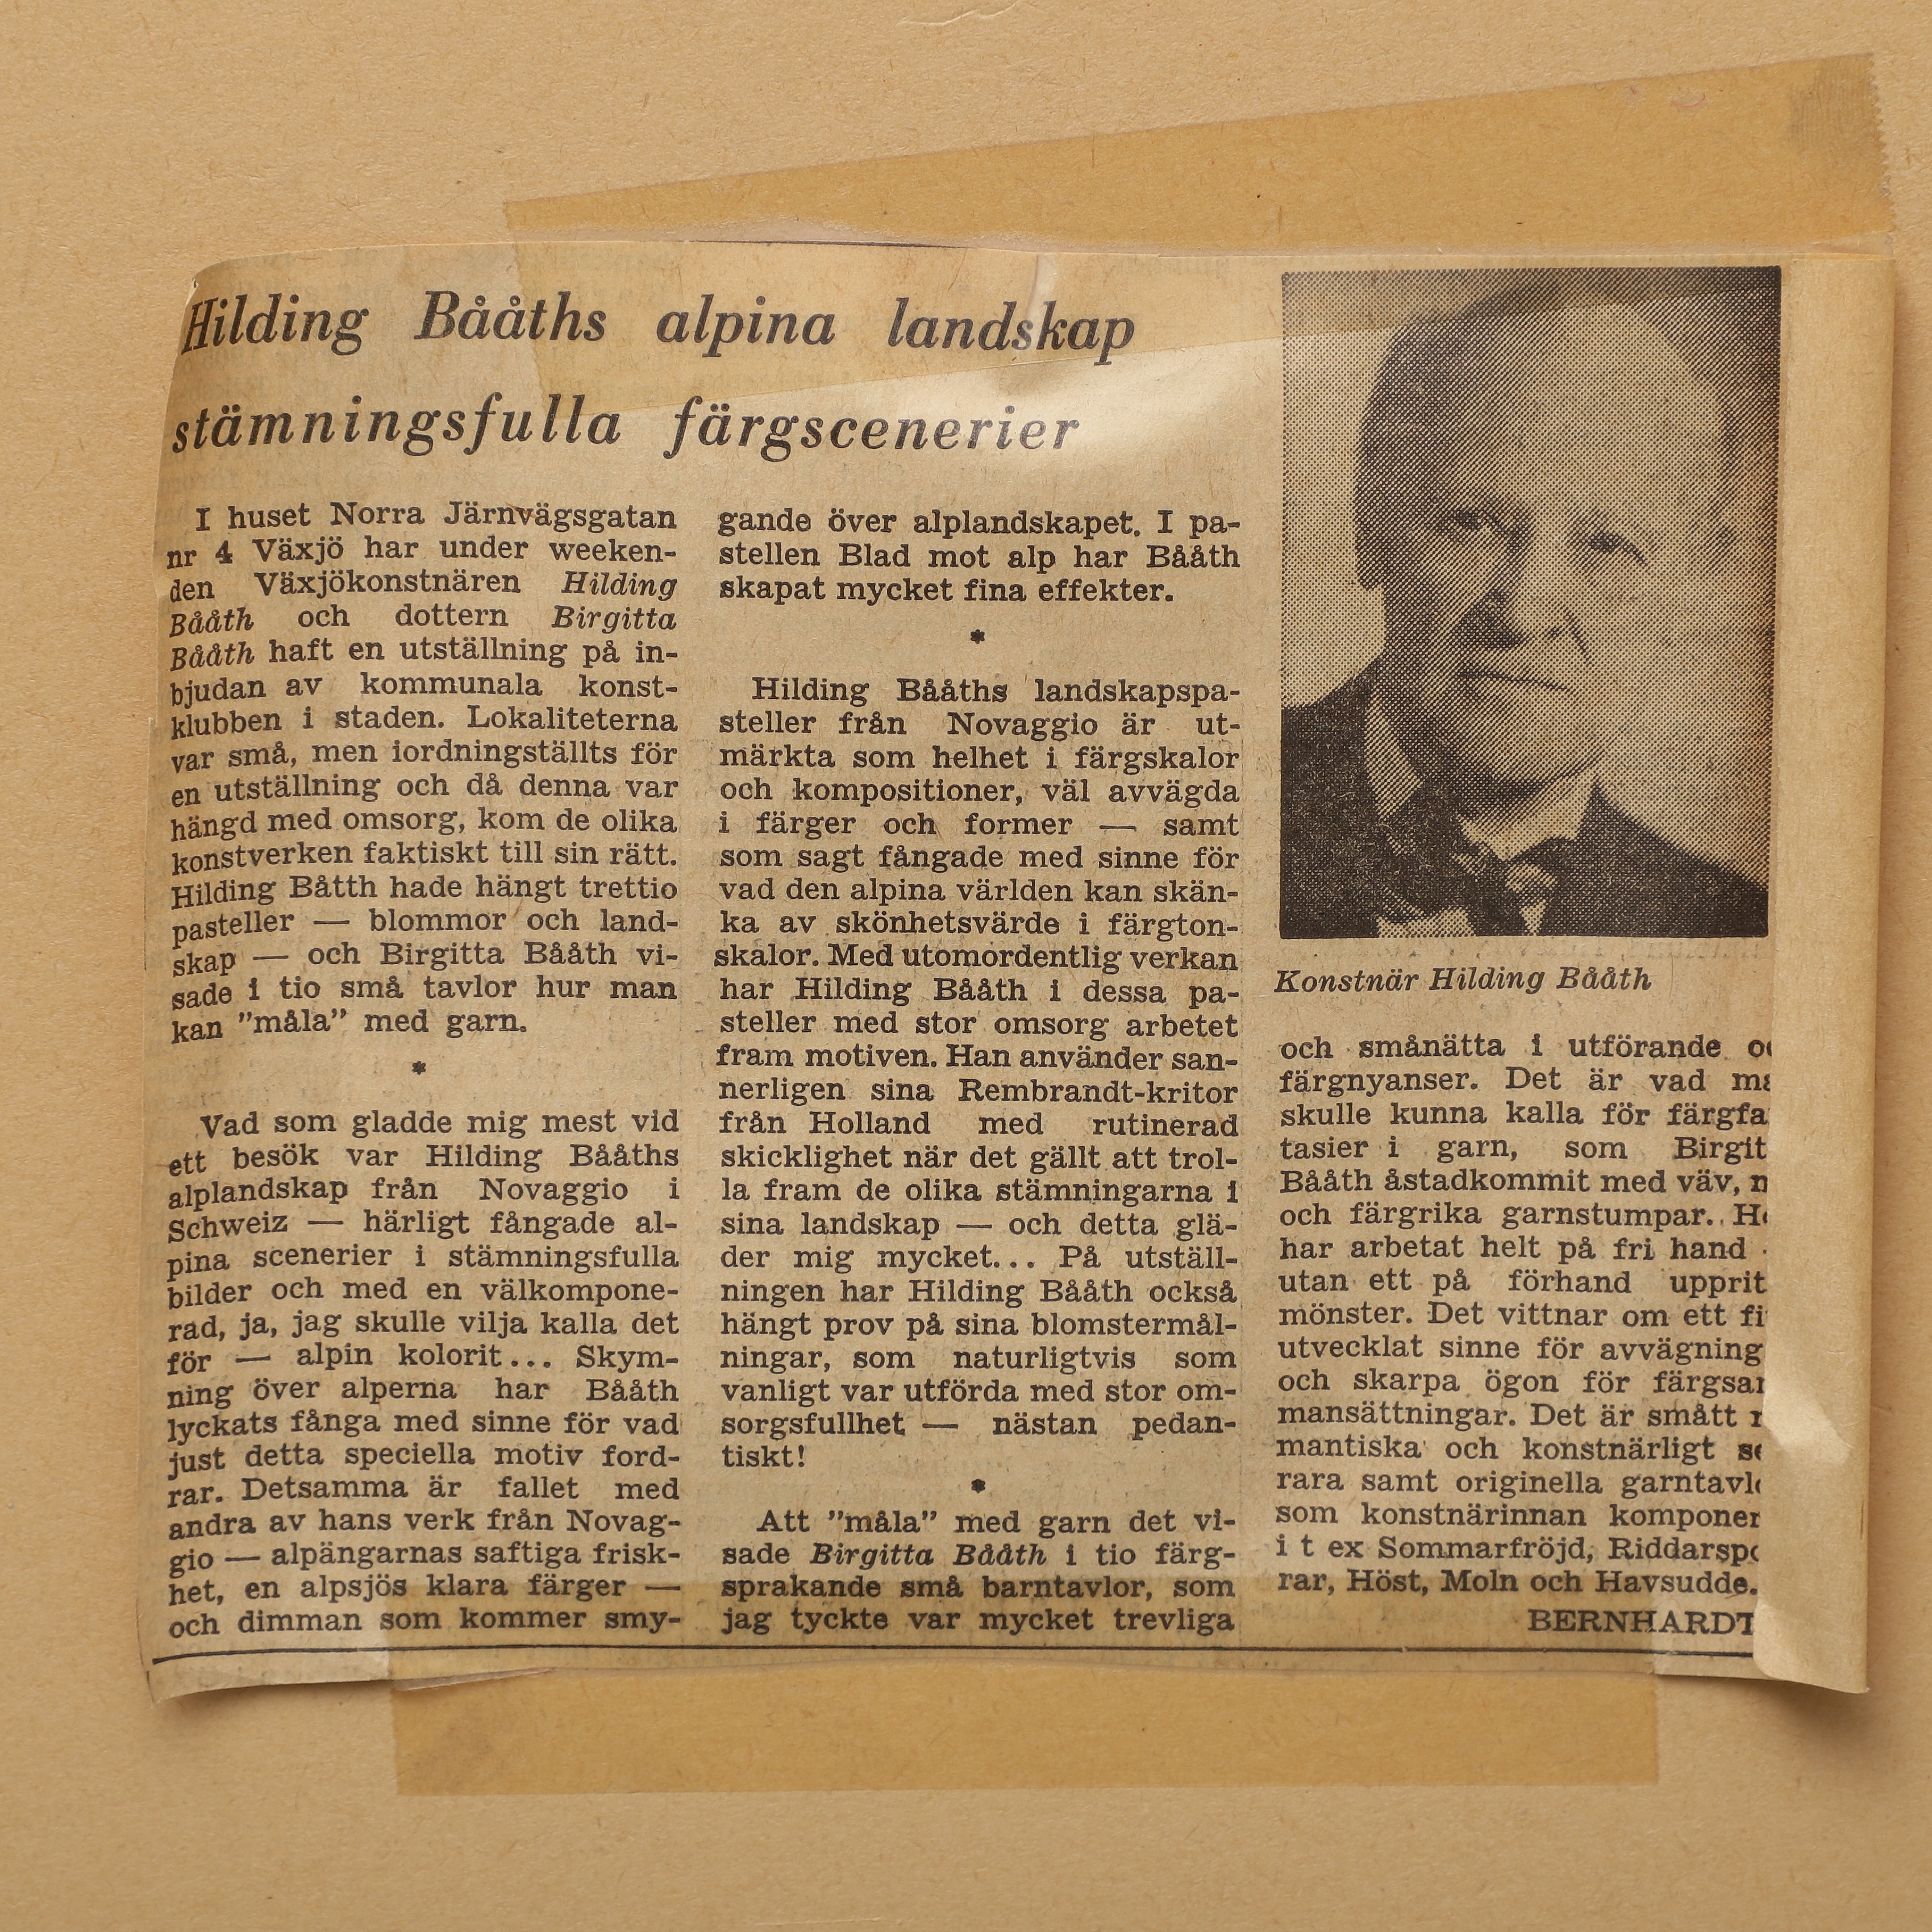 Hilding Bååths alpina landskap
stämningsfulla färgscenerier
I huset Norra Järnvägsgatan
nr 4 Växjö har under weeken-
den Växjökonstnären Hilding
Bååth och dottern Birgitta
Bååth haft en utställning på in-
bjudan av kommunala konst-
klubben i staden. Lokaliteterna
var små, men iordningställts för
en utställning och då denna var
hängd med omsorg, kom de olika
konstverken faktiskt till sin rätt.
Hilding Båtth hade hängt trettio
pasteller — blommor och land-
skap — och Birgitta Bååth vi-
sade i tio små tavlor hur man
kan ”måla” med garn.
*
Vad som gladde mig mest vid
ett besök var Hilding Bååths
alplandskap från Novaggio i
Schweiz — härligt fångade al-
pina scenerier i stämningsfulla
bilder och med en välkompone-
rad, ja, jag skulle vilja kalla det
för — alpin kolorit... Skym-
ning över alperna har Bååth
lyckats fånga med sinne för vad
just detta speciella motiv ford-
rar. Detsamma är fallet med
andra av hans verk från Novag-
gio — alpängarnas saftiga frisk-
het, en alpsjös klara färger —
och dimman som kommer smy-
gande över alplandskapet. I pa-
stellen Blad mot alp har Bååth
skapat mycket fina effekter.
*
Hilding Bååths landskapspa-
steller från Novaggio är ut-
märkta som helhet i färgskalor
och kompositioner, väl avvägda
i färger och former — samt
som sagt fångade med sinne för
vad den alpina världen kan skän-
ka av skönhetsvärde i färgton-
skalor. Med utomordentlig verkan
har Hilding Bååth i dessa pa-
steller med stor omsorg arbetet
fram motiven. Han använder san-
nerligen sina Rembrandt-kritor
från Holland med rutinerad
skicklighet när det gällt att trol-
la fram de olika stämningarna i
sina landskap — och detta glä-
der mig mycket... På utställ-
ningen har Hilding Bååth också
hängt prov på sina blomstermål-
ningar, som naturligtvis som
vanligt var utförda med stor om-
sorgsfullhet — nästan pedan-
tiskt!
*
Att ”måla” med garn det vi-
sade Birgitta Bååth i tio färg-
sprakande små barntavlor, som
jag tyckte var mycket trevliga
Konstnär Hilding Bååth
och smånätta i utförande
färgnyanser. Det är vad
skulle kunna kalla för färgfa
tasier i garn, som Birgit
Bååth åstadkommit med väv,
och färgrika garnstumpar.
har arbetat helt på fri hand
utan ett på förhand upprit
mönster. Det vittnar om ett fi
utvecklat sinne för avvägning
och skarpa ögon för färgsa
mansättningar. Det är smått
mantiska och konstnärligt
rara samt originella garntavl
som konstnärinnan komponer
i t ex Sommarfröjd, Riddarspo
rar, Höst, Moln och Havsudde.
BERNHARDT